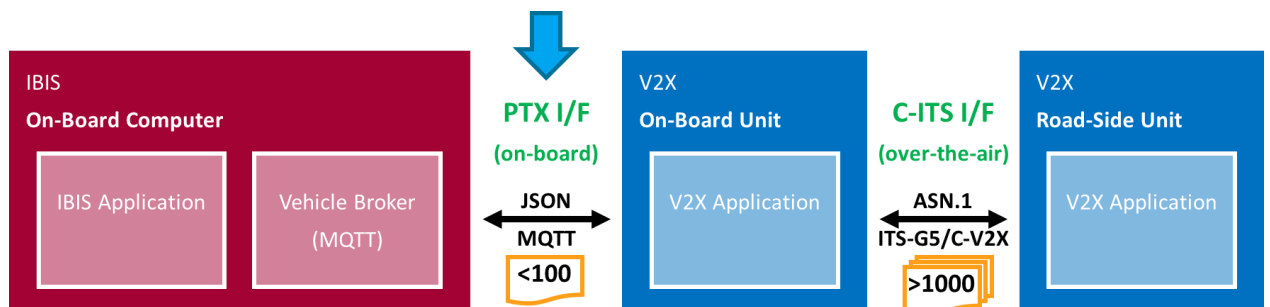 IBIS
On-Board Computer
IBIS Application
Vehicle Broker
(MQTT)
PTX I/F
(on-board)
JSON
MQTT
<100
V2X
On-Board Unit
V2X Application
C-ITS I/F
(over-the-air)
ASN.1
ITS-G5/C-V2X
>1000
V2X
Road-Side Unit
V2X Application